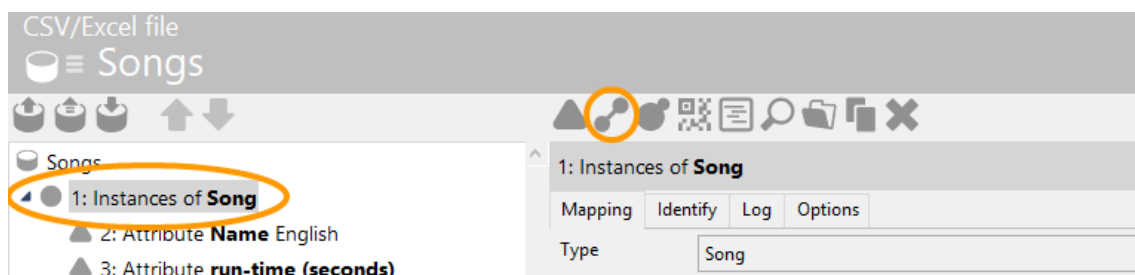 CSV/Excel file
Songs
Songs
1: Instances of Song
2: Attribute Name English
3: Attribute run-time (seconds)
1: Instances of Song
Mapping Identify Log Options
Type Song